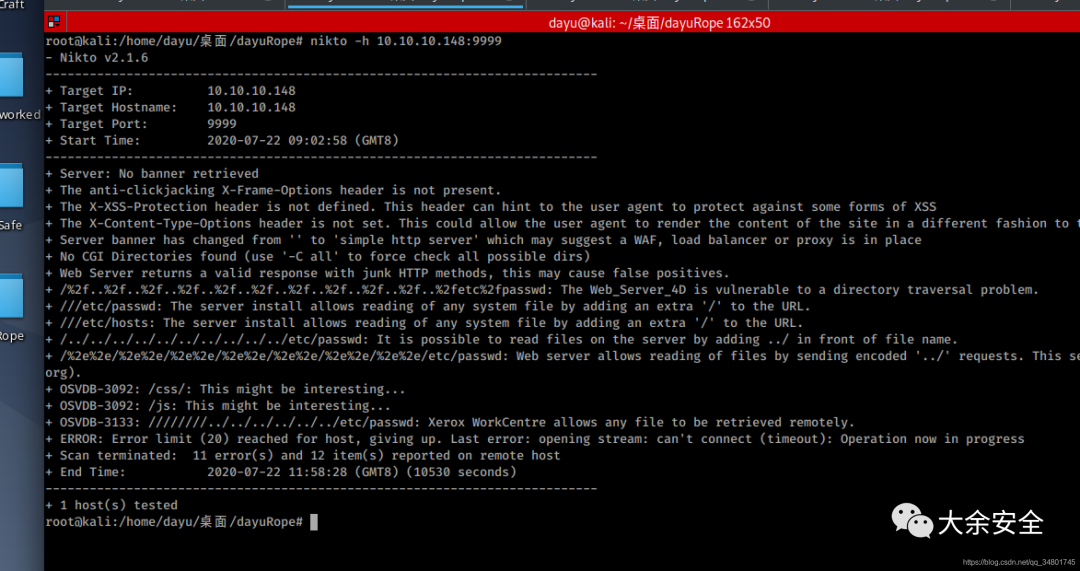 Craft
dayu@kali: ~/桌面/dayuRope 162x50
root@kali:/home/dayu/桌面/dayuRope# nikto -h 10.10.10.148:9999
- Nikto v2.1.6
---------------------------------------------------------------------------
+ Target IP: 10.10.10.148
+ Target Hostname: 10.10.10.148
+ Target Port: 9999
+ Start Time: 2020-07-22 09:02:58 (GMT8)
---------------------------------------------------------------------------
+ Server: No banner retrieved
+ The anti-clickjacking X-Frame-Options header is not present.
+ The X-XSS-Protection header is not defined. This header can hint to the user agent to protect against some forms of XSS
+ The X-Content-Type-Options header is not set. This could allow the user agent to render the content of the site in a different fashion to t
+ Server banner has changed from '' to 'simple http server' which may suggest a WAF, load balancer or proxy is in place
+ No CGI Directories found (use '-C all' to force check all possible dirs)
+ Web Server returns a valid response with junk HTTP methods, this may cause false positives.
+ /%2f..%2f..%2f..%2f..%2f..%2f..%2f..%2f..%2f..%2f..%2fetc%2fpasswd: The Web_Server_4D is vulnerable to a directory traversal problem.
+ ///etc/passwd: The server install allows reading of any system file by adding an extra '/' to the URL.
+ ///etc/hosts: The server install allows reading of any system file by adding an extra '/' to the URL.
+ /../../../../../../../../../../etc/passwd: It is possible to read files on the server by adding ../ in front of file name.
+ /%2e%2e/%2e%2e/%2e%2e/%2e%2e/%2e%2e/%2e%2e/%2e%2e/etc/passwd: Web server allows reading of files by sending encoded '../' requests. This se
org).
+ OSVDB-3092: /css/: This might be interesting...
+ OSVDB-3092: /js: This might be interesting...
+ OSVDB-3133: ////////../../../../../../etc/passwd: Xerox WorkCentre allows any file to be retrieved remotely.
+ ERROR: Error limit (20) reached for host, giving up. Last error: opening stream: can't connect (timeout): Operation now in progress
+ Scan terminated: 11 error(s) and 12 item(s) reported on remote host
+ End Time: 2020-07-22 11:58:28 (GMT8) (10530 seconds)
---------------------------------------------------------------------------
+ 1 host(s) tested
root@kali:/home/dayu/桌面/dayuRope#
worked
Safe
Rope
大余安全
https://blog.csdn.net/qq_34801745